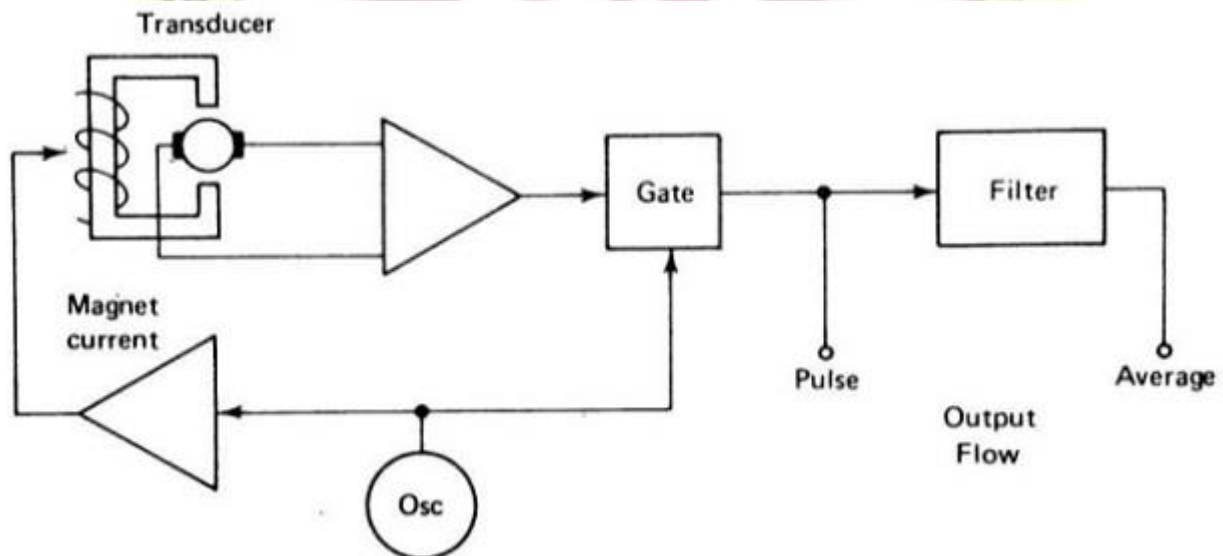 Transducer
Gate
Filter
Magnet
current
Pulse
Average
Output
Flow
Osc